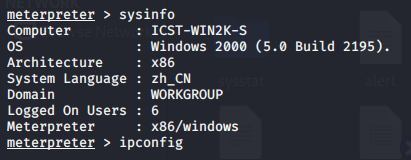 NETWORK
meterpreter > sysinfo
Computer        : ICST-WIN2K-S
OS              : Windows 2000 (5.0 Build 2195).
Architecture    : x86
System Language : zh_CN
Domain          : WORKGROUP
Logged On Users : 6
Meterpreter     : x86/windows
meterpreter > ipconfig